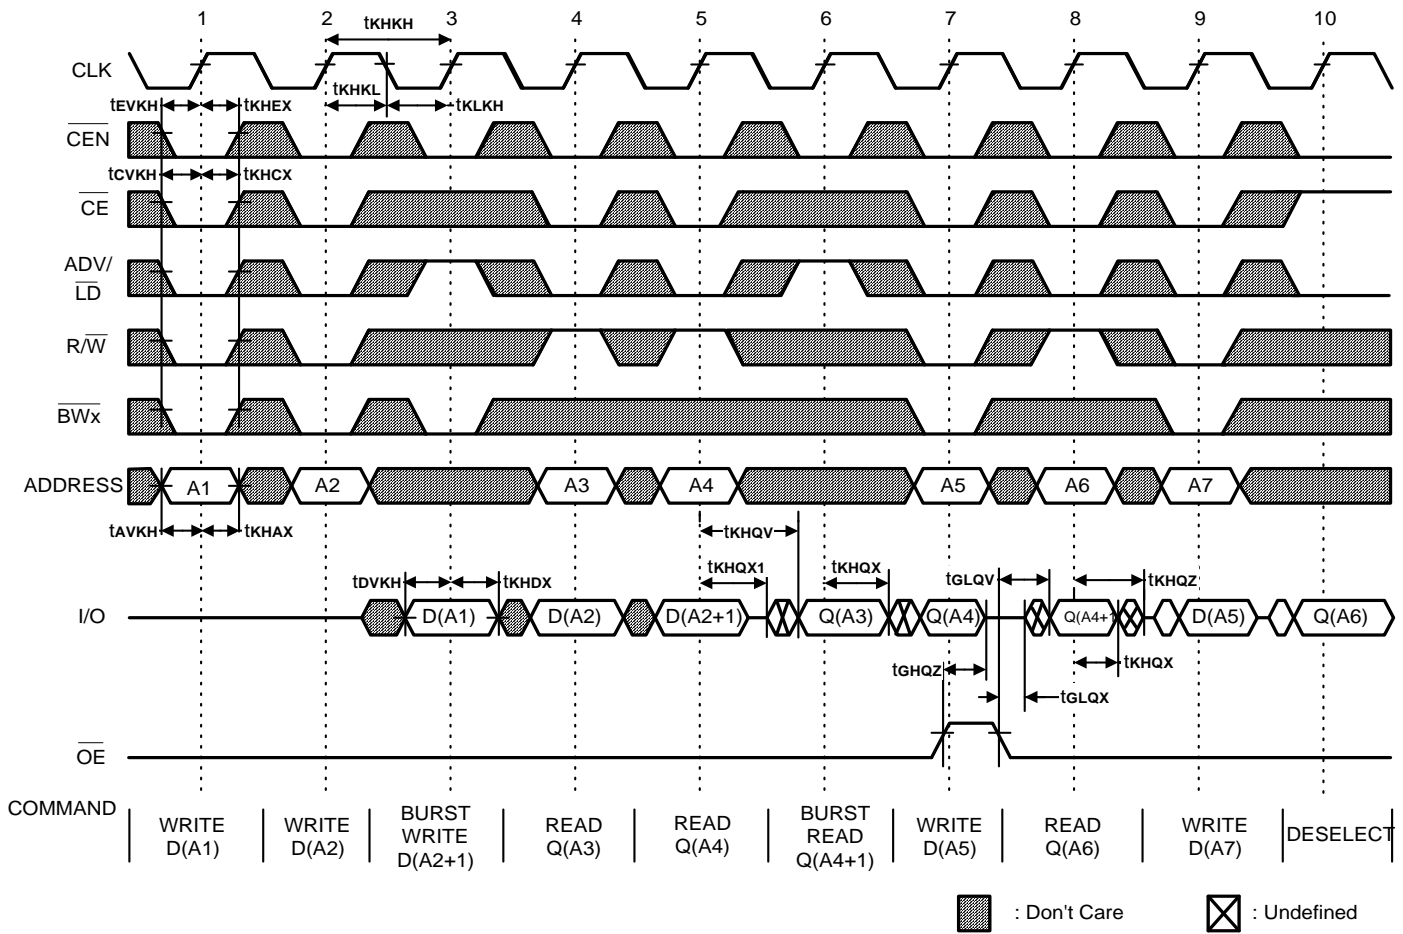 1 2 3 4 5 6 7 8 9 10
tKHKH
CLK
tKHKL tKLKH
tEVKH tKHEX
CEN
tCVKH tKHCX
CE
ADV/
LD
R/W
BWx
ADDRESS A1 A2 A3 A4 A5 A6 A7
tAVKH tKHAX tKHQV
tDVKH tKHDX tKHQX1 tKHQX tGLQV tKHQZ
I/O D(A1) D(A2) D(A2+1) Q(A3) Q(A4) Q(A4+1 D(A5) Q(A6)
tGHQZ tKHQX
tGLQX
OE
COMMAND
WRITE
D(A1)
WRITE
D(A2)
BURST
WRITE
D(A2+1)
READ
Q(A3)
READ
Q(A4)
BURST
READ
Q(A4+1)
WRITE
D(A5)
READ
Q(A6)
WRITE
D(A7)
DESELECT
: Don't Care : Undefined